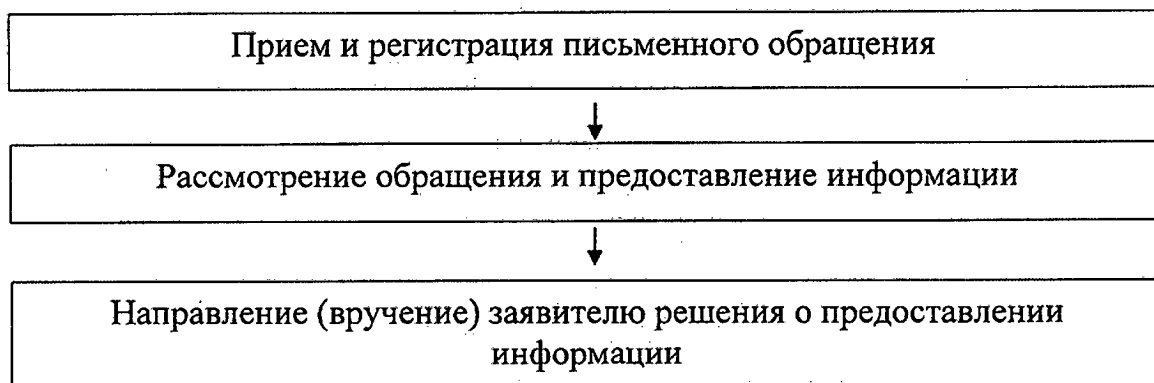 Прием и регистрация письменного обращения
Рассмотрение обращения и предоставление информации
Направление (вручение) заявителю решения о предоставлении
информации